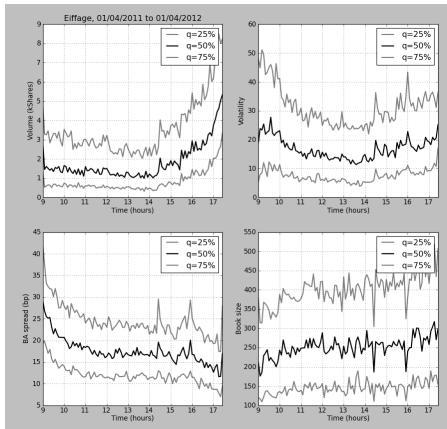 Eiffage, 01/04/2011 to 01/04/2012
9
8
7
6
5
4
3
2
1
0
Volume (kShares)
q=25%
q=50%
q=75%
9 10 11 12 13 14 15 16 17
Time (hours)
60
50
40
30
20
10
0
Volatility
q=25%
q=50%
q=75%
9 10 11 12 13 14 15 16 17
Time (hours)
45
40
35
30
25
20
15
10
5
BA spread (bp)
q=25%
q=50%
q=75%
9 10 11 12 13 14 15 16 17
Time (hours)
550
500
450
400
350
300
250
200
150
100
Book size
q=25%
q=50%
q=75%
9 10 11 12 13 14 15 16 17
Time (hours)